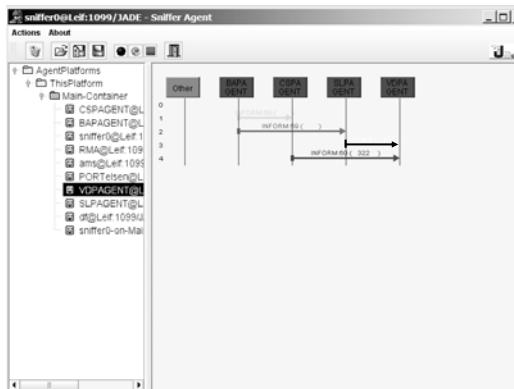 sniffer0@Leif:1099/JADE - Sniffer Agent
Actions About
AgentPlatforms
ThisPlatform
Main-Container
CSPAGENT@L
BAPAGENT@L
sniffer0@Leif:1
RMA@Leif:109
ams@Leif:1099
PORTelsen@L
VDPAGENT@L
SLPAGENT@L
df@Leif:1099/J
sniffer0-on-Mai
Other
BAPA
GENT
CSPA
GENT
SLPA
GENT
VDPA
GENT
0
1
2
3
4
INFORM:59 ( )
INFORM:60 ( 322 )